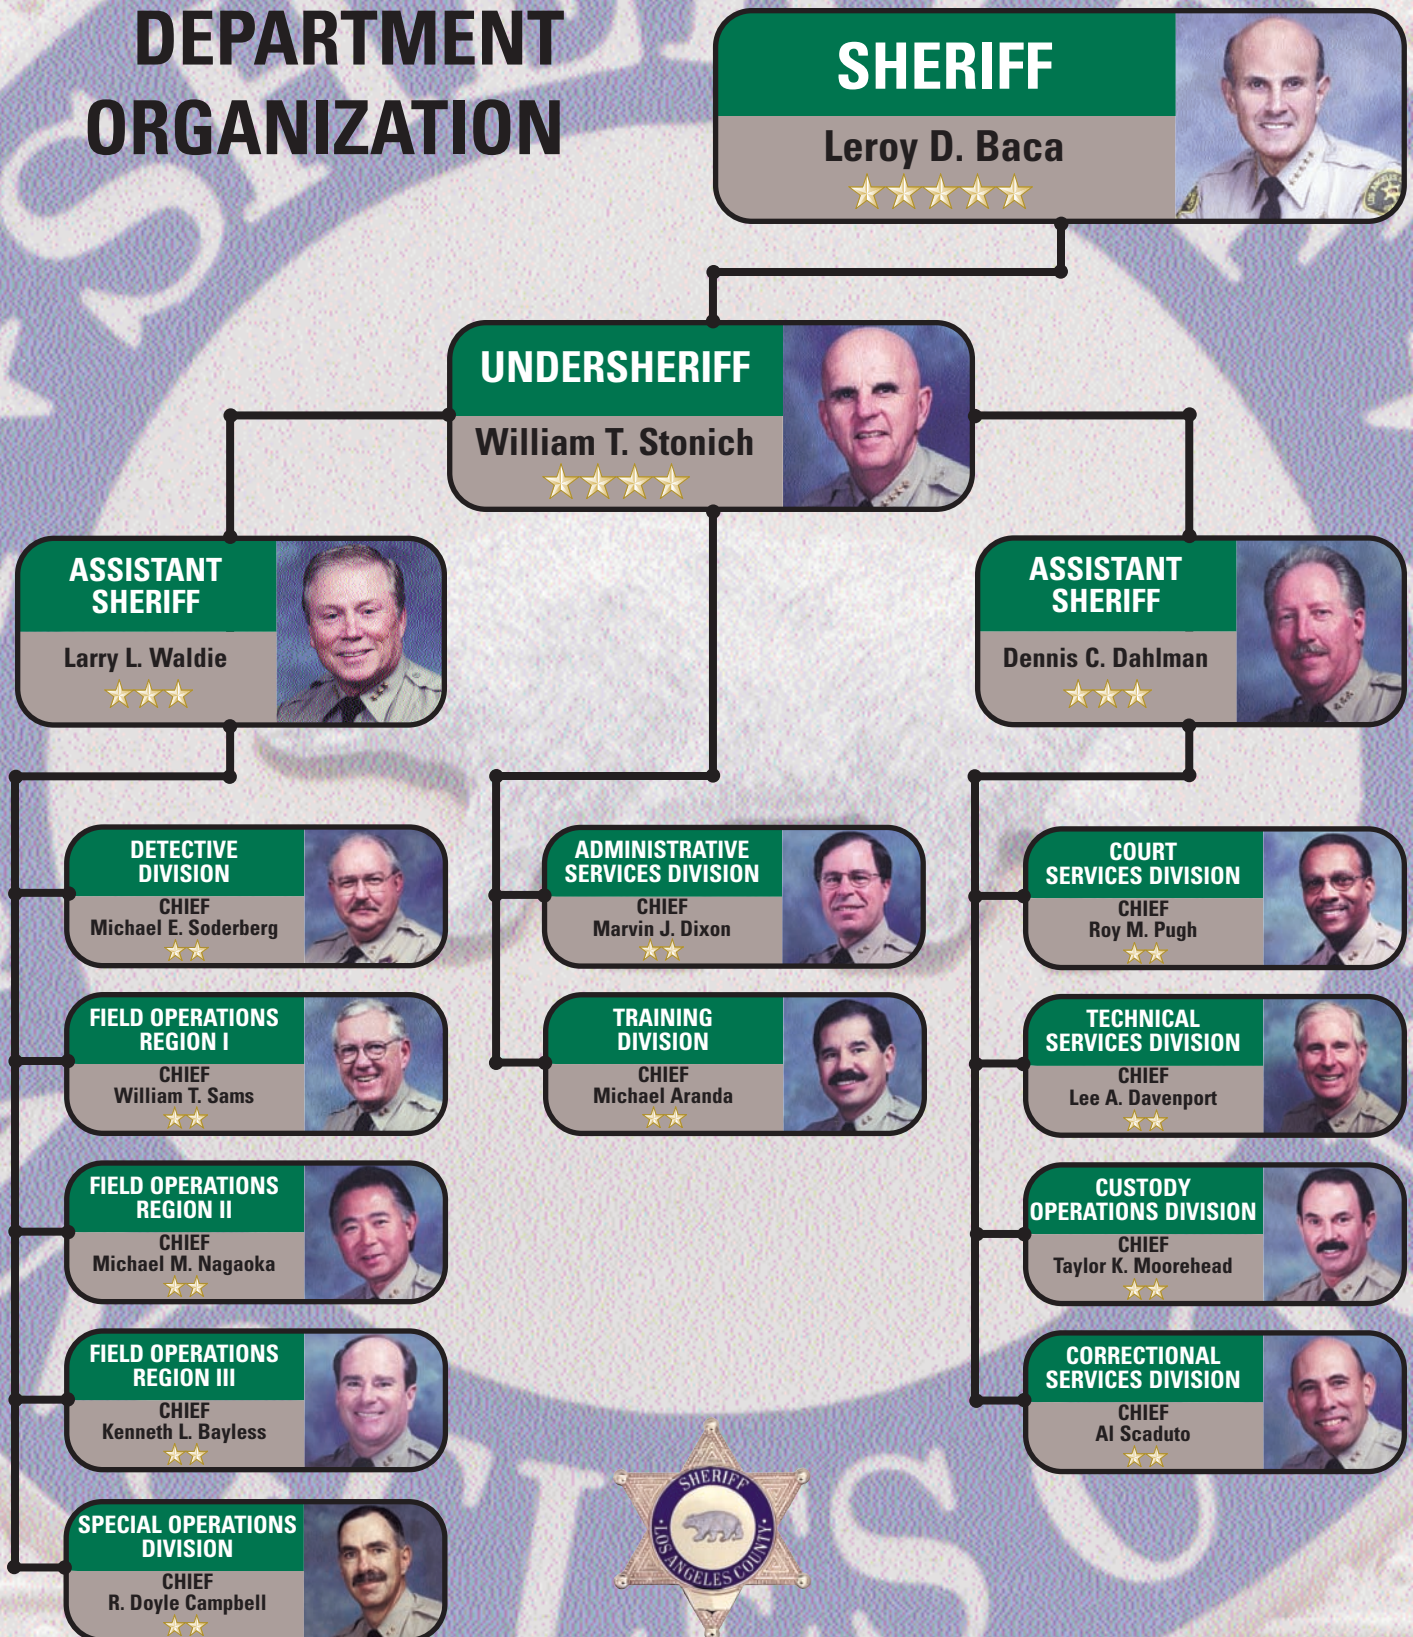 DEPARTMENT
ORGANIZATION
SHERIFF
Leroy D. Baca
UNDERSHERIFF
William T. Stonich
ASSISTANT
SHERIFF
Larry L. Waldie
ASSISTANT
SHERIFF
Dennis C. Dahlman
DETECTIVE
DIVISION
CHIEF
Michael E. Soderberg
FIELD OPERATIONS
REGION I
CHIEF
William T. Sams
FIELD OPERATIONS
REGION II
CHIEF
Michael M. Nagaoka
FIELD OPERATIONS
REGION III
CHIEF
Kenneth L. Bayless
SPECIAL OPERATIONS
DIVISION
CHIEF
R. Doyle Campbell
ADMINISTRATIVE
SERVICES DIVISION
CHIEF
Marvin J. Dixon
TRAINING
DIVISION
CHIEF
Michael Aranda
COURT
SERVICES DIVISION
CHIEF
Roy M. Pugh
TECHNICAL
SERVICES DIVISION
CHIEF
Lee A. Davenport
CUSTODY
OPERATIONS DIVISION
CHIEF
Taylor K. Moorehead
CORRECTIONAL
SERVICES DIVISION
CHIEF
Al Scaduto
SHERIFF
LOS ANGELES COUNTY